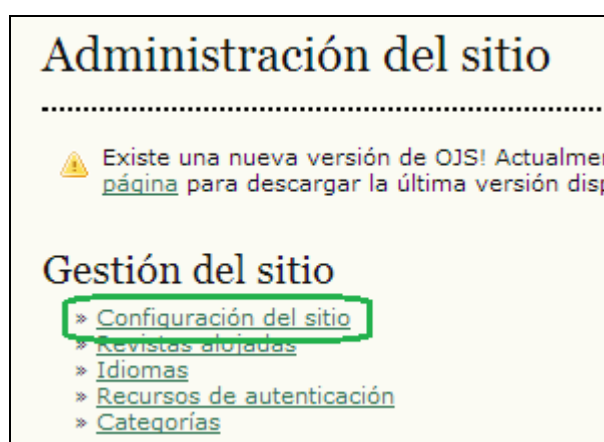 Administración del sitio
Existe una nueva versión de OJS! Actualmen
página para descargar la última versión disp
Gestión del sitio
» Configuración del sitio
» Revistas alojadas
» Idiomas
» Recursos de autenticación
» Categorías